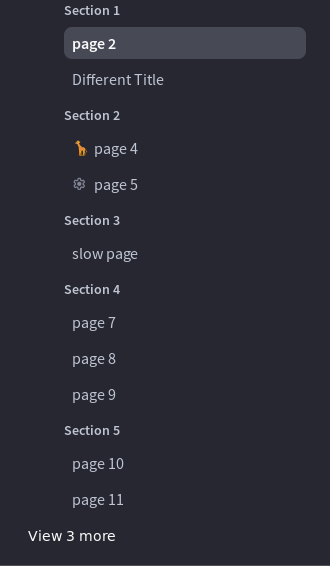 Section 1
page 2
Different Title
Section 2
page 4
page 5
Section 3
slow page
Section 4
page 7
page 8
page 9
Section 5
page 10
page 11
View 3 more